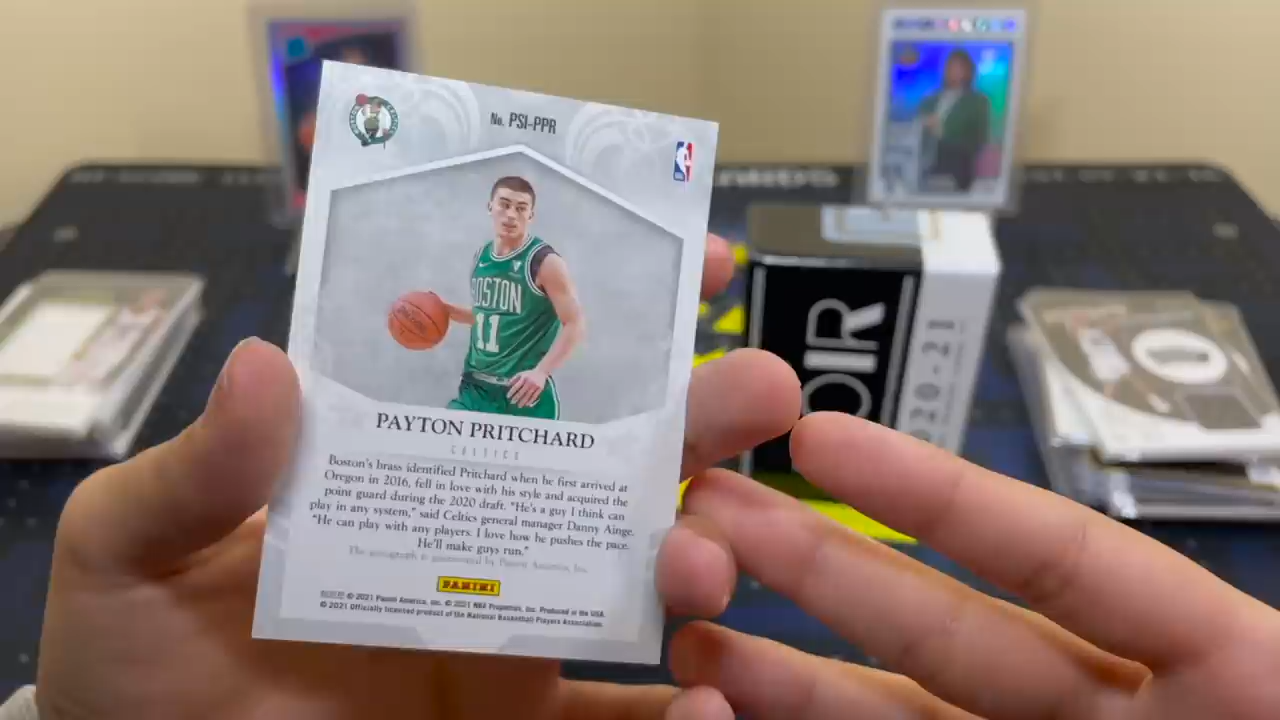 No. PSI-PPR
BOSTON
11
PAYTON PRITCHARD
CELTICS
Boston's brass identified Pritchard when he first arrived at
Oregon in 2016, fell in love with his style and acquired the
point guard during the 2020 draft. "He's a guy I think can
play in any system," said Celtics general manager Danny Ainge.
"He can play with any players. I love how he pushes the pace.
He'll make guys run."
The autograph is guaranteed by Panini America, Inc.
PANINI
© 2021 Panini America, Inc. © 2021 NBA Properties, Inc. Produced in the USA.
© 2021 Officially licensed product of the National Basketball Players Association.
OIR
020-21